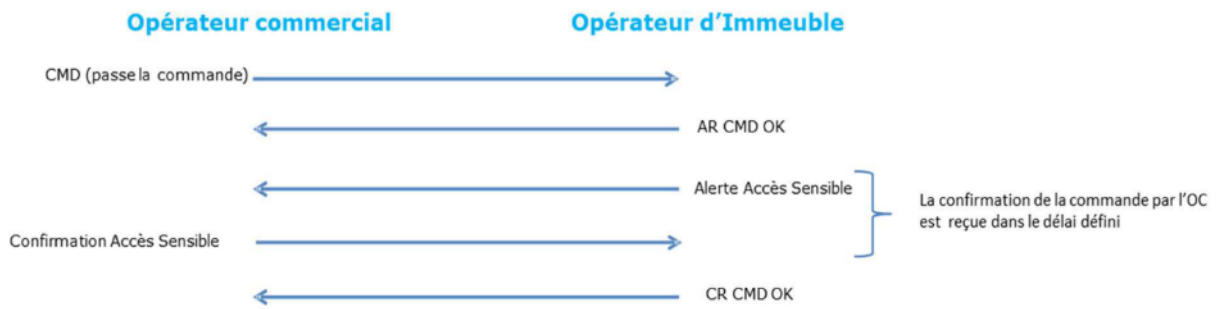 Opérateur commercial
Opérateur d'Immeuble
CMD (passe la commande)
AR CMD OK
Alerte Accès Sensible
La confirmation de la commande par l'OC
est reçue dans le délai défini
Confirmation Accès Sensible
CR CMD OK